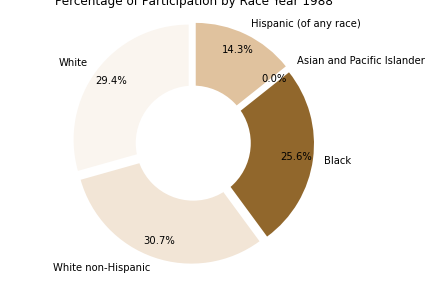 Percentage of Participation by Race Year 1988
Hispanic (of any race)
14.3%
Asian and Pacific Islander
0.0%
White
29.4%
25.6%
Black
30.7%
White non-Hispanic